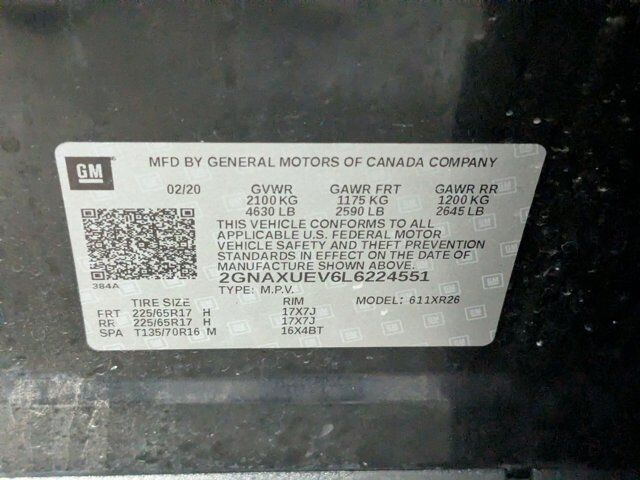 GM
MFD BY GENERAL MOTORS OF CANADA COMPANY
02/20 GVWR GAWR FRT GAWR RR
2100 KG 1175 KG 1200 KG
4630 LB 2590 LB 2645 LB
THIS VEHICLE CONFORMS TO ALL
APPLICABLE U.S. FEDERAL MOTOR
VEHICLE SAFETY AND THEFT PREVENTION
STANDARDS IN EFFECT ON THE DATE OF
MANUFACTURE SHOWN ABOVE.
384A 2GNAXUEV6L6224551
TYPE: M.P.V. MODEL: 611XR26
TIRE SIZE RIM
FRT 225/65R17 H 17X7J
RR 225/65R17 H 17X7J
SPA T135/70R16 M 16X4BT